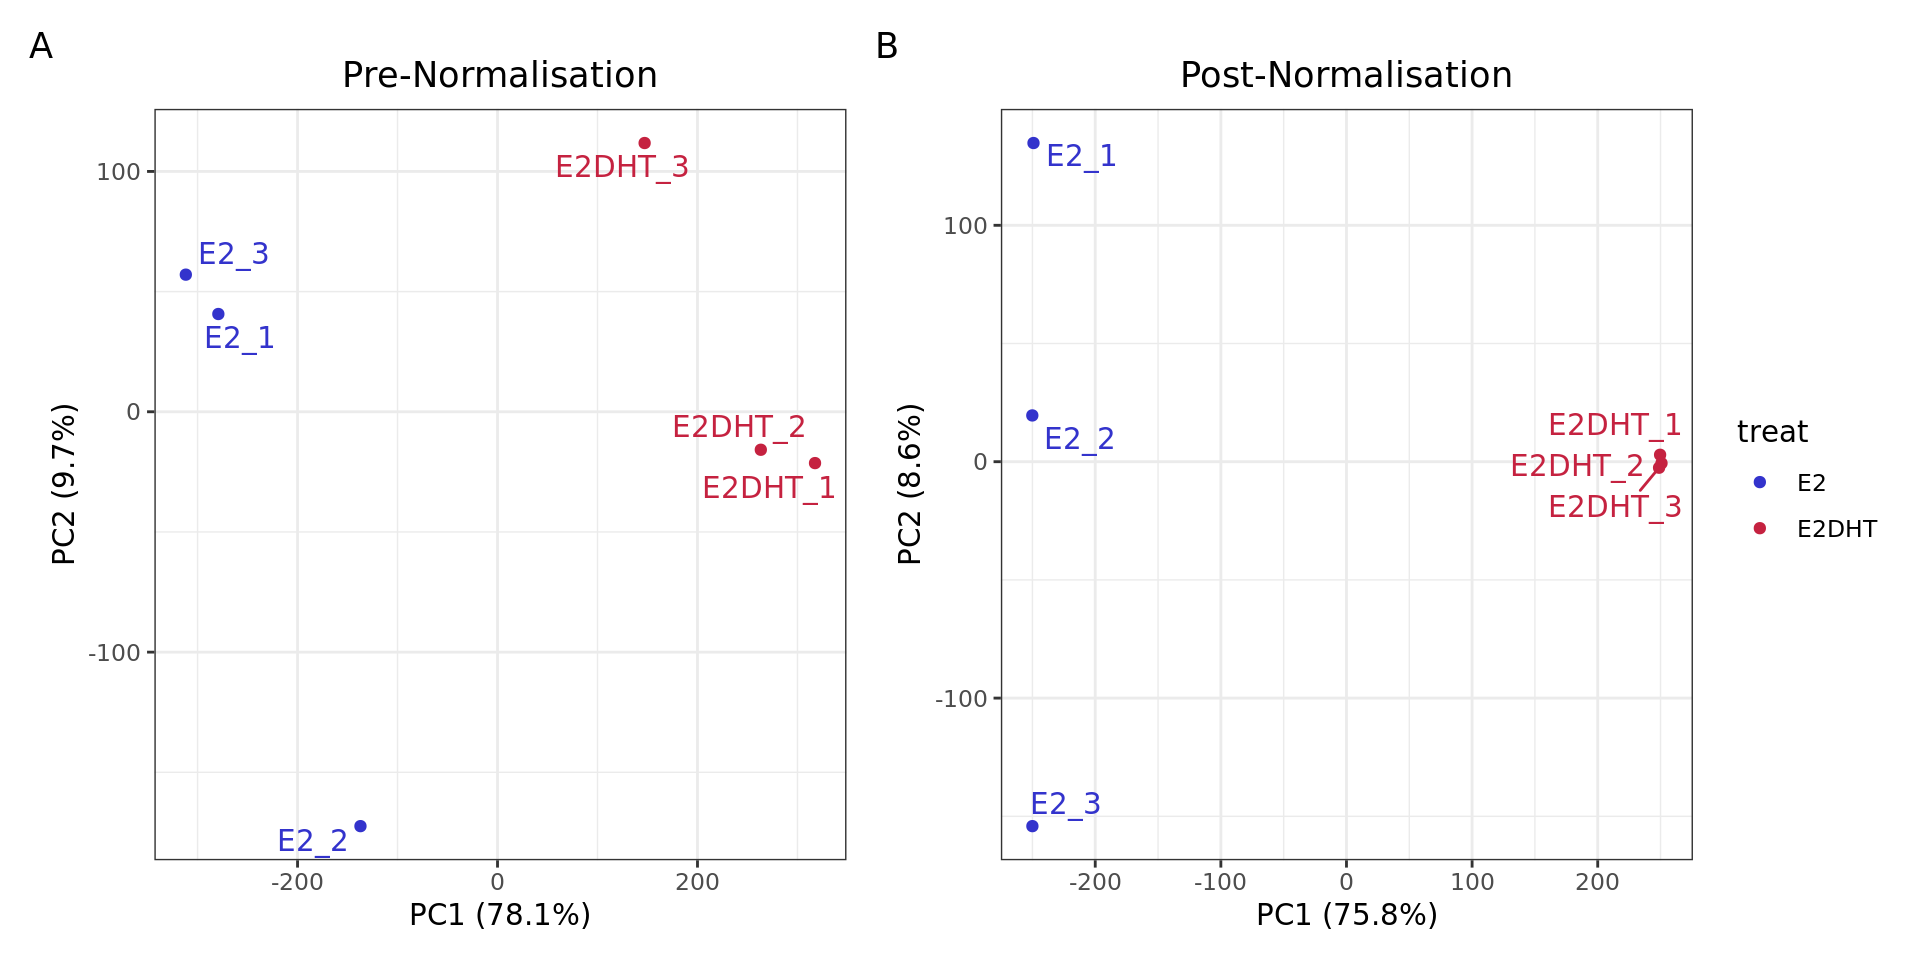 A
Pre-Normalisation
E2DHT_3
100
E2_3
E2_1
0
E2DHT_2
E2DHT_1
-100
E2_2
-200
0
200
PC1 (78.1%)
PC2 (9.7%)
B
Post-Normalisation
E2_1
100
E2_2
E2DHT_1
0
E2DHT_2
E2DHT_3
-100
E2_3
-200
-100
0
100
200
PC1 (75.8%)
PC2 (8.6%)
treat
E2
E2DHT